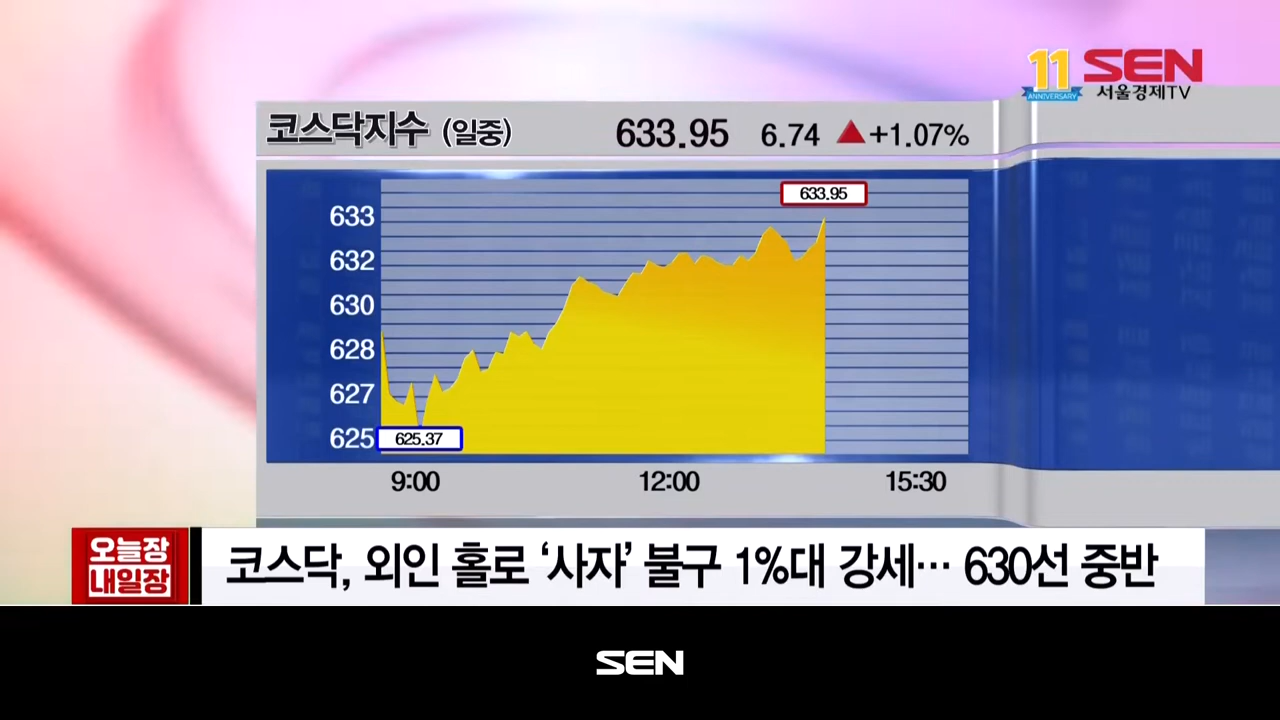 11 SEN
ANNIVERSARY 서울경제TV
코스닥지수 (일중) 633.95 6.74 ▲+1.07%
633.95
633
632
630
628
627
625
625.37
9:00 12:00 15:30
오늘장
내일장
코스닥, 외인 홀로 ‘사자’ 불구 1%대 강세… 630선 중반
SEN